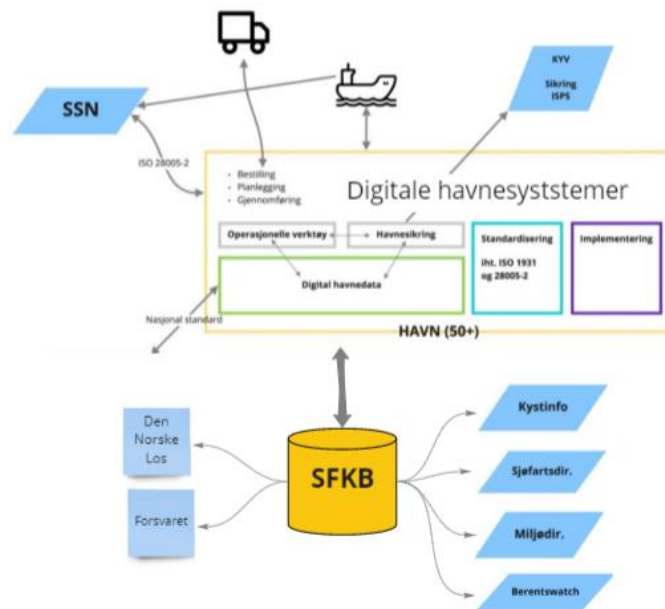 KYV
Sikring
ISPS
SSN
ISO 28005-2
• Bestilling
• Planlegging
• Gjennomføring
Digitale havnesyststemer
Operasjonelle verktøy
Havnesikring
Standardisering
iht. ISO 1931
og 28005-2
Implementering
Digital havnedata
Nasjonal standard
HAVN (50+)
Den
Norske
Los
Forsvaret
SFKB
Kystinfo
Sjøfartsdir.
Miljødir.
Berentswatch